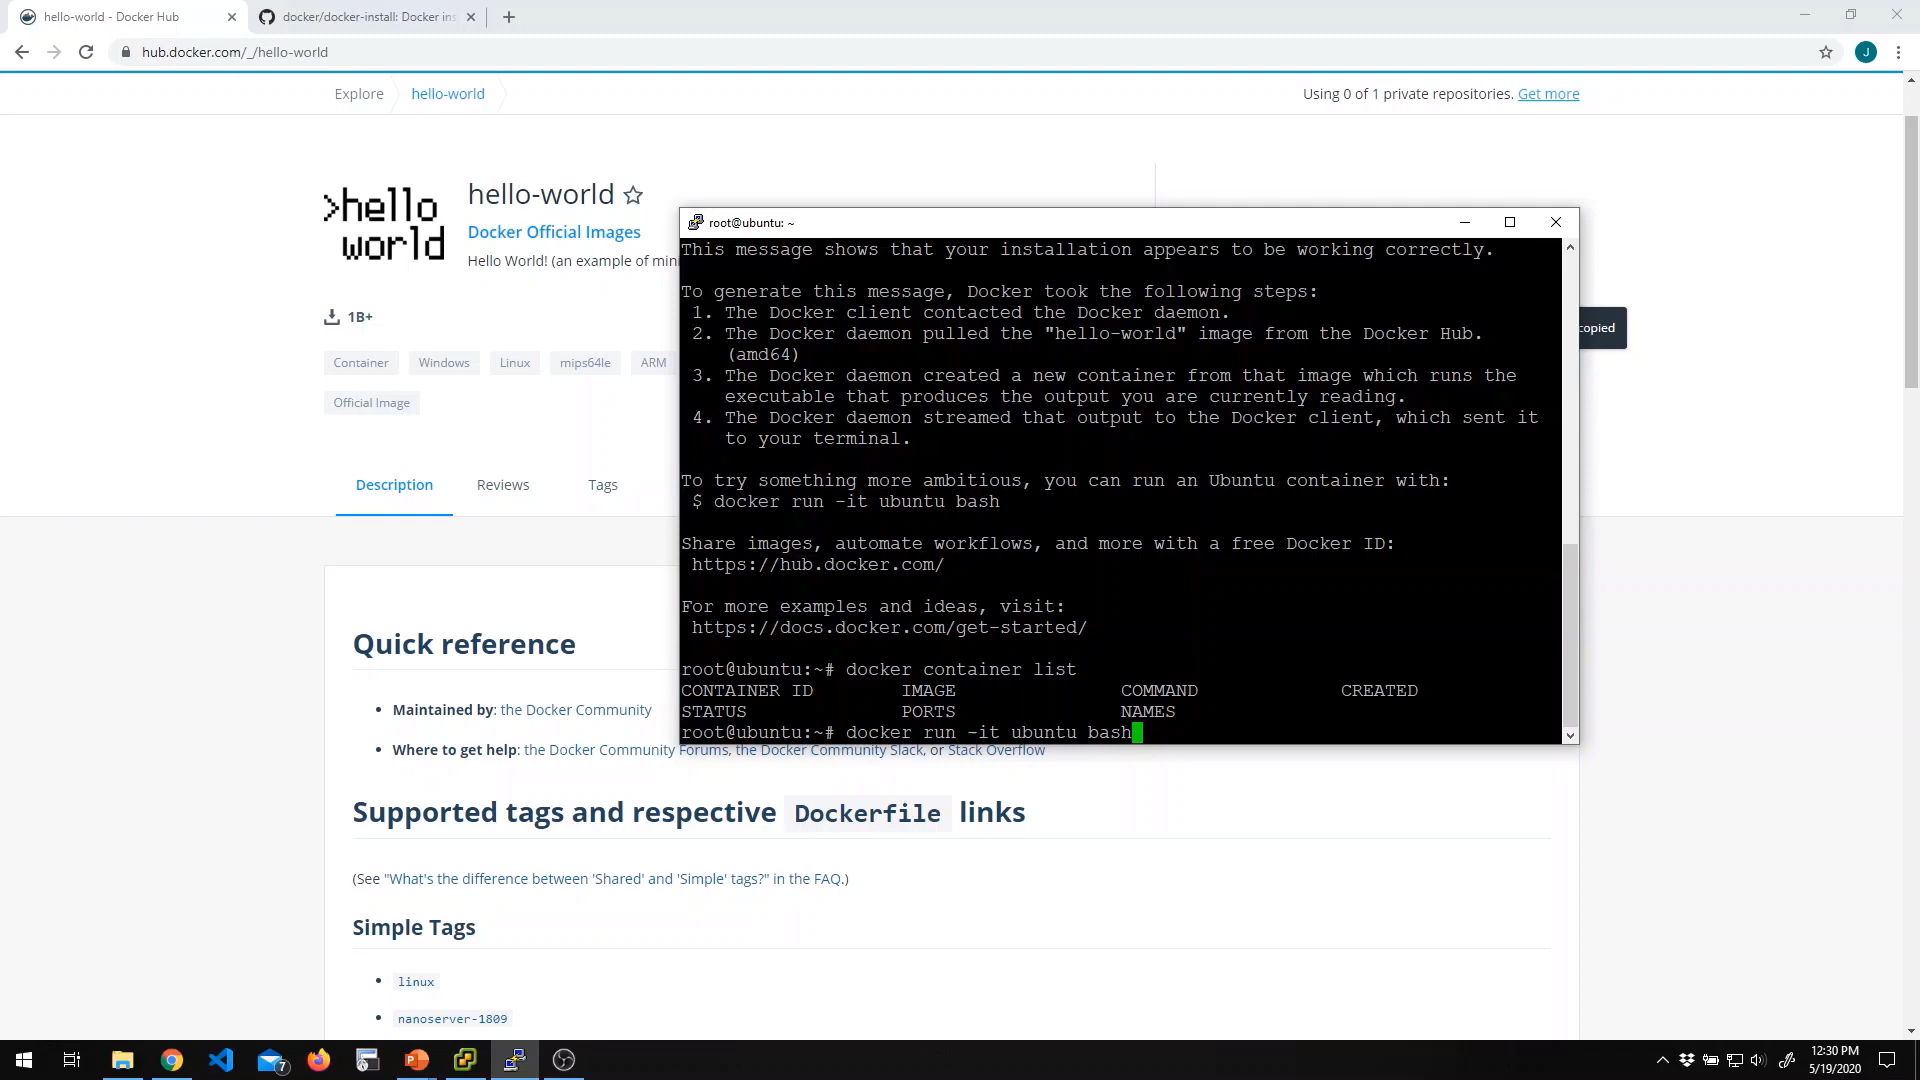 hello-world - Docker Hub
docker/docker-install: Docker ins
hub.docker.com/_/hello-world
J
Explore
hello-world
Using 0 of 1 private repositories. Get more
>hello
world
hello-world
Docker Official Images
Hello World! (an example of mini
1B+
Container
Windows
Linux
mips64le
ARM
Official Image
copied
Description
Reviews
Tags
root@ubuntu: ~
This message shows that your installation appears to be working correctly.
To generate this message, Docker took the following steps:
1. The Docker client contacted the Docker daemon.
2. The Docker daemon pulled the "hello-world" image from the Docker Hub.
(amd64)
3. The Docker daemon created a new container from that image which runs the
executable that produces the output you are currently reading.
4. The Docker daemon streamed that output to the Docker client, which sent it
to your terminal.
To try something more ambitious, you can run an Ubuntu container with:
$ docker run -it ubuntu bash
Share images, automate workflows, and more with a free Docker ID:
https://hub.docker.com/
For more examples and ideas, visit:
https://docs.docker.com/get-started/
root@ubuntu:~# docker container list
CONTAINER ID IMAGE COMMAND CREATED
STATUS PORTS NAMES
root@ubuntu:~# docker run -it ubuntu bash
Quick reference
Maintained by: the Docker Community
Where to get help: the Docker Community Forums, the Docker Community Slack, or Stack Overflow
Supported tags and respective Dockerfile links
(See "What's the difference between 'Shared' and 'Simple' tags?" in the FAQ.)
Simple Tags
linux
nanoserver-1809
7
12:30 PM
5/19/2020